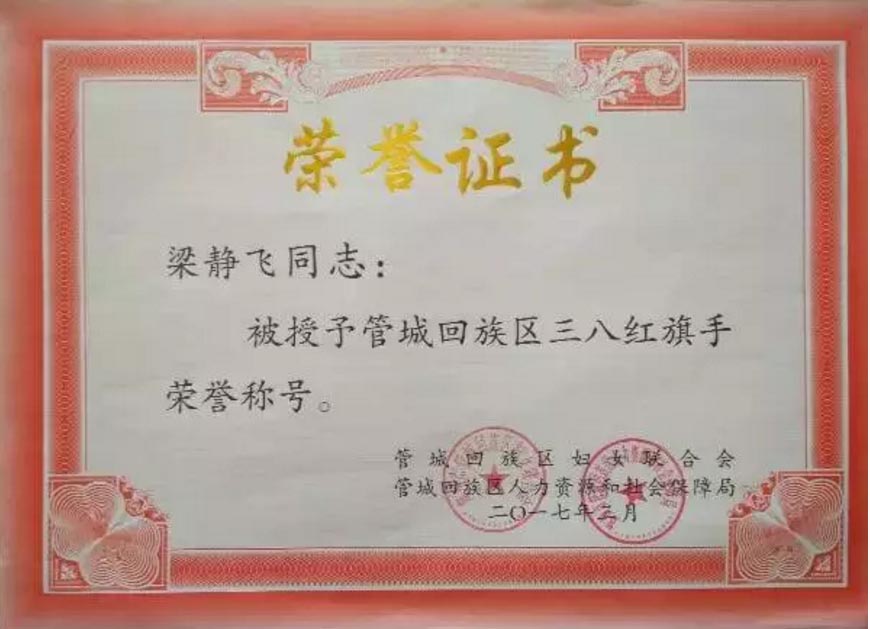 荣誉证书
梁静飞同志：
被授予管城回族区三八红旗手
荣誉称号。
管城回族区妇女联合会
管城回族区人力资源和社会保障局
二〇一七年三月